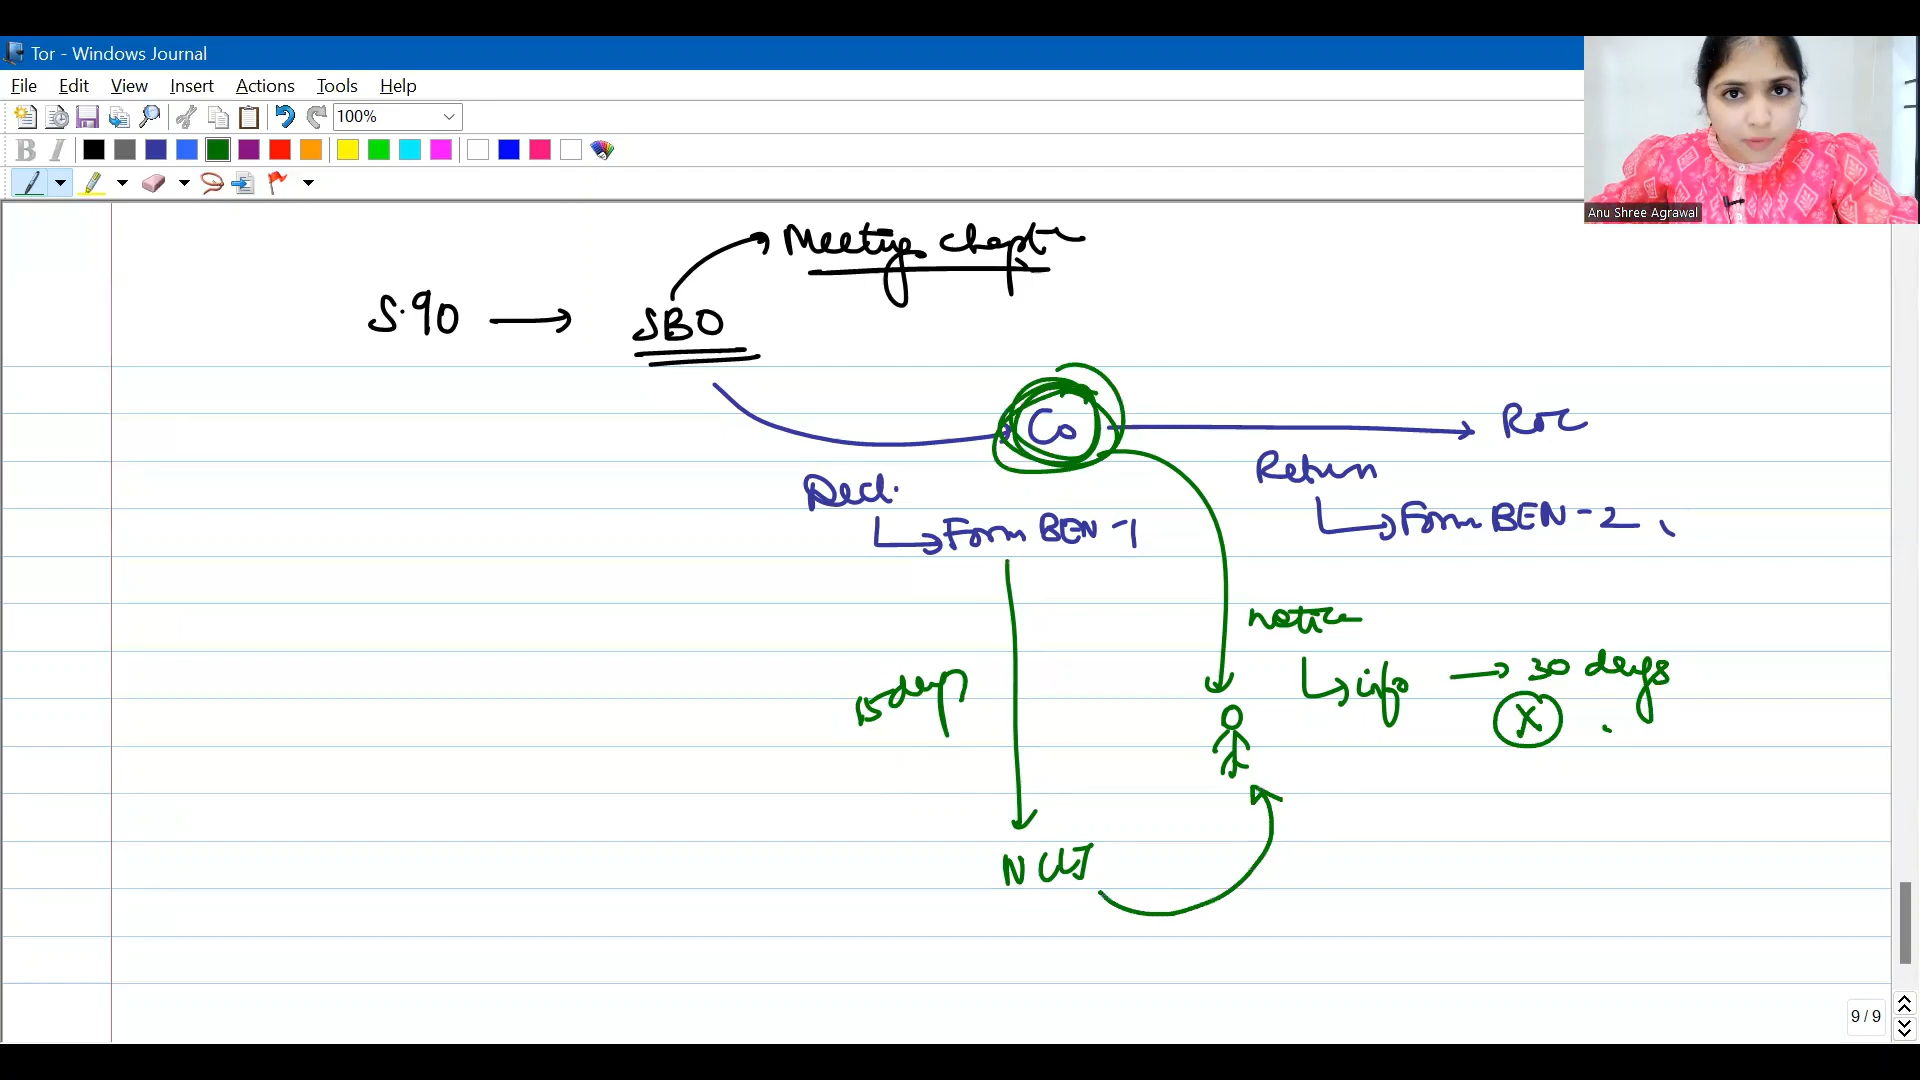 Tor - Windows Journal
File Edit View Insert Actions Tools Help
100%
B I
Anu Shree Agrawal
Meeting chapter
S.90 → SBO
Co
ROC
Decl.
Form BEN-1
Return
Form BEN-2
notice
info → 30 days
X
15 days
NCLT
9 / 9